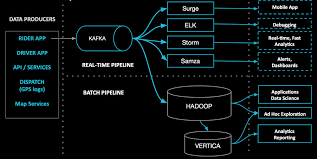 DATA PRODUCERS
RIDER APP
DRIVER APP
API / SERVICES
DISPATCH
(GPS logs)
Map Services
KAFKA
REAL-TIME PIPELINE
BATCH PIPELINE
Surge
ELK
Storm
Samza
Mobile App
Debugging
Real-time, Fast
Analytics
Alerts,
Dashboards
HADOOP
VERTICA
Applications
Data Science
Ad Hoc Exploration
Analytics
Reporting